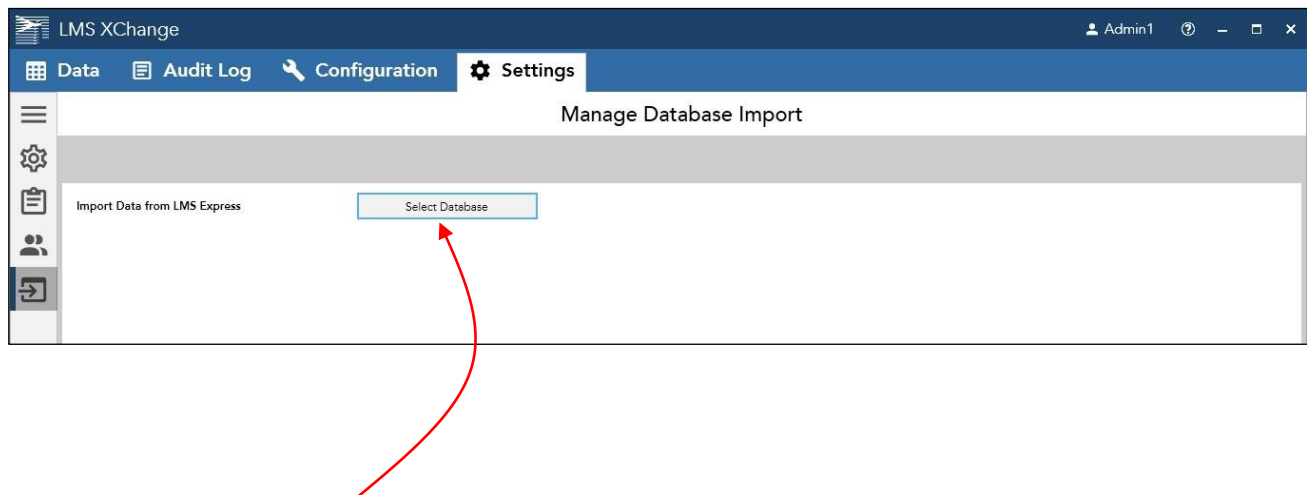 LMS XChange
Admin1
Data Audit Log Configuration Settings
Manage Database Import
Import Data from LMS Express Select Database